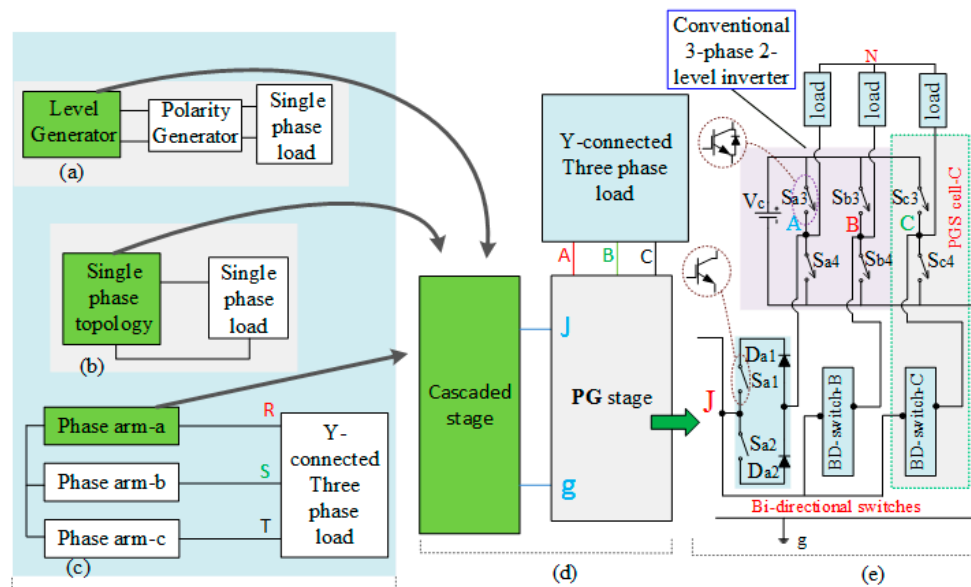 Level
Generator
Polarity
Generator
Single
phase
load
(a)
Single
phase
topology
Single
phase
load
(b)
Phase arm-a
Phase arm-b
Phase arm-c
R
S
T
Y-
connected
Three
phase
load
(c)
Conventional
3-phase 2-
level inverter
Y-connected
Three phase
load
A
B
C
Cascaded
stage
J
g
PG stage
(d)
N
load
load
load
Vc
+
Sa3
Sb3
Sc3
A
B
C
Sa4
Sb4
Sc4
PGS cell-C
Da1
Sa1
J
Sa2
Da2
BD-switch-B
BD-switch-C
Bi-directional switches
g
(e)